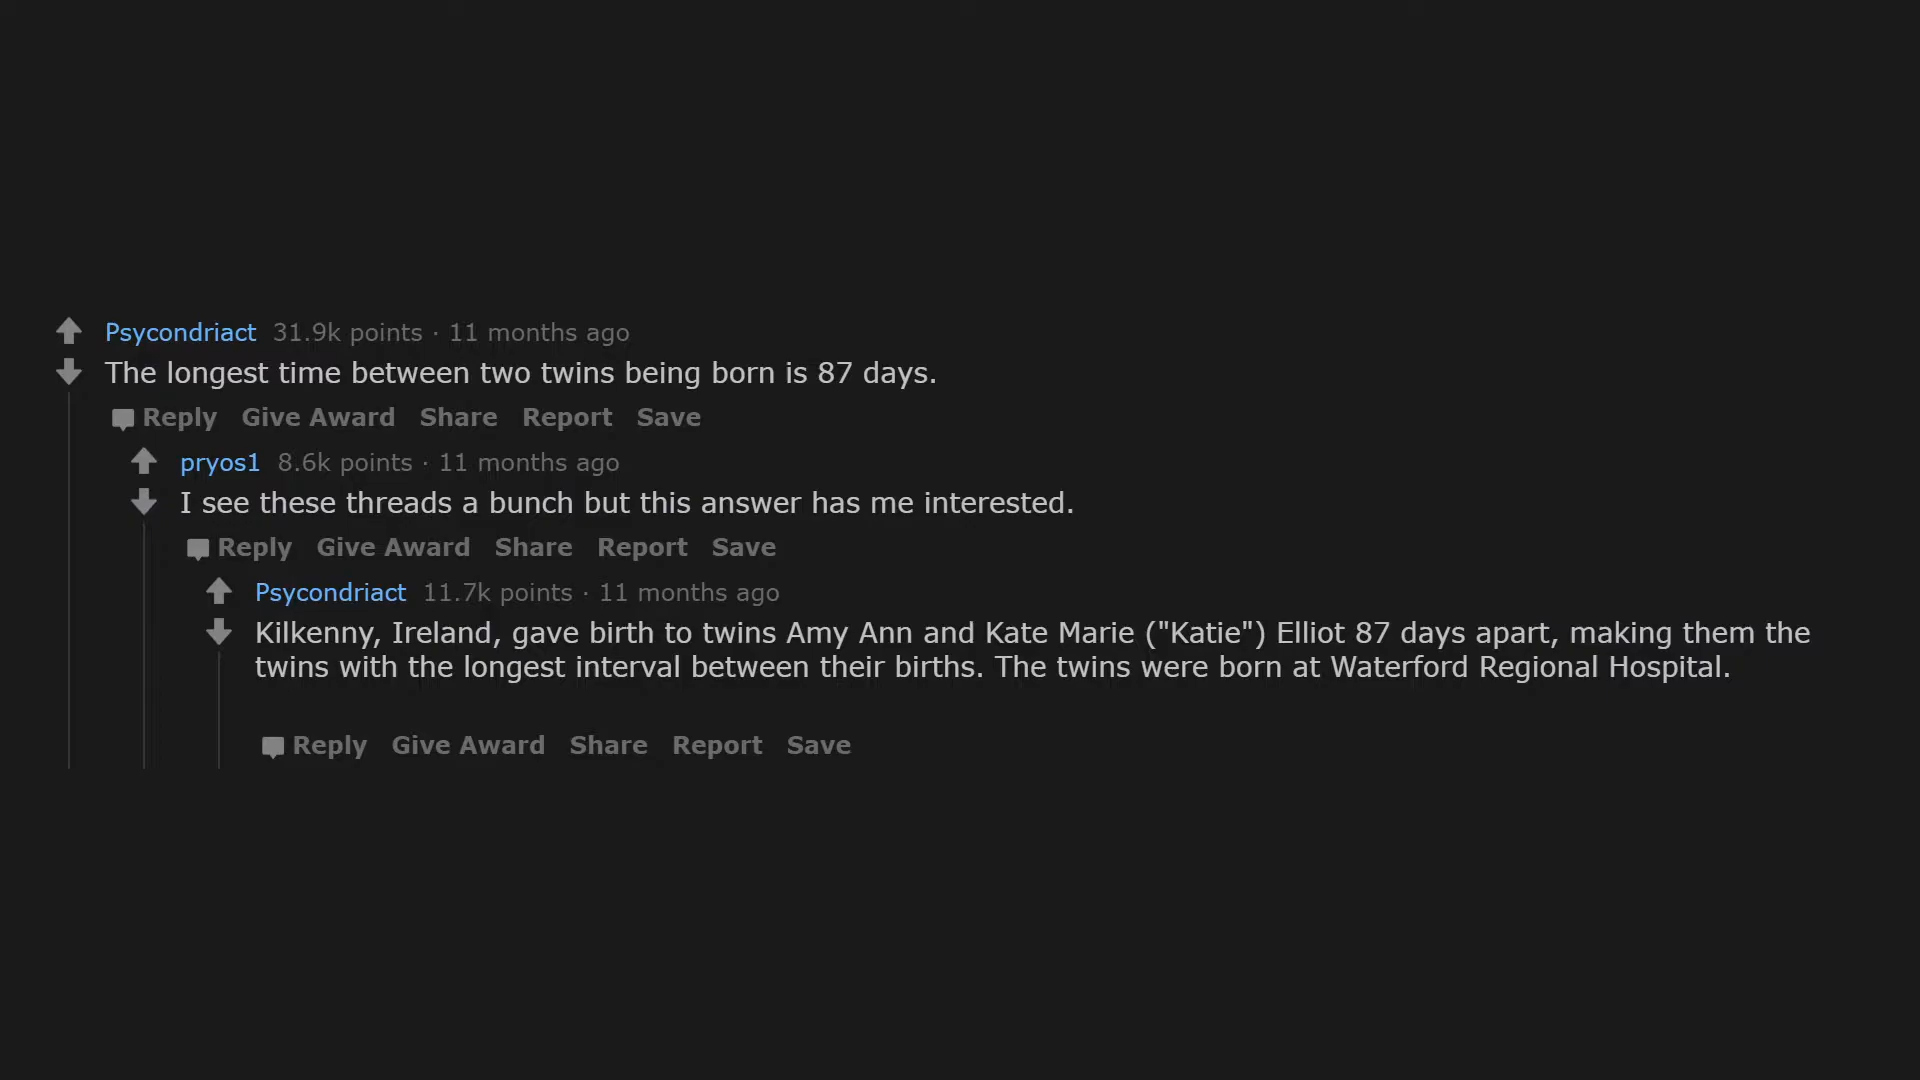 Psycondriact 31.9k points · 11 months ago
The longest time between two twins being born is 87 days.
Reply Give Award Share Report Save
pryos1 8.6k points · 11 months ago
I see these threads a bunch but this answer has me interested.
Reply Give Award Share Report Save
Psycondriact 11.7k points · 11 months ago
Kilkenny, Ireland, gave birth to twins Amy Ann and Kate Marie ("Katie") Elliot 87 days apart, making them the
twins with the longest interval between their births. The twins were born at Waterford Regional Hospital.
Reply Give Award Share Report Save